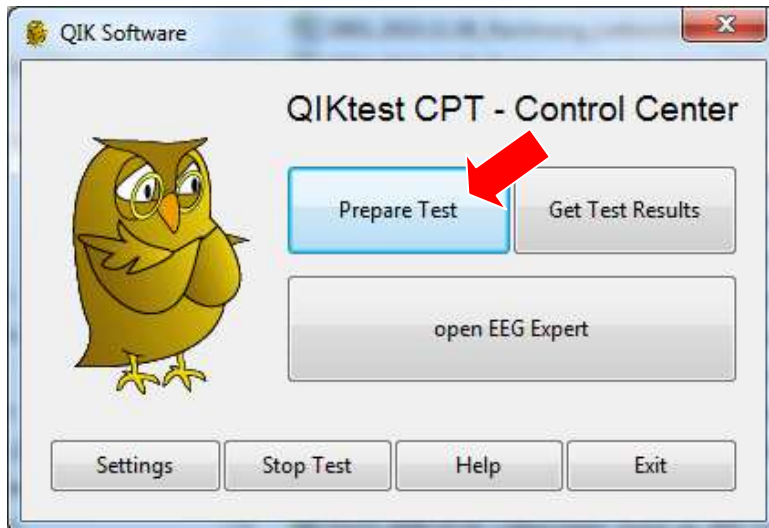 QIK Software
QIKtest CPT - Control Center
Prepare Test
Get Test Results
open EEG Expert
Settings
Stop Test
Help
Exit